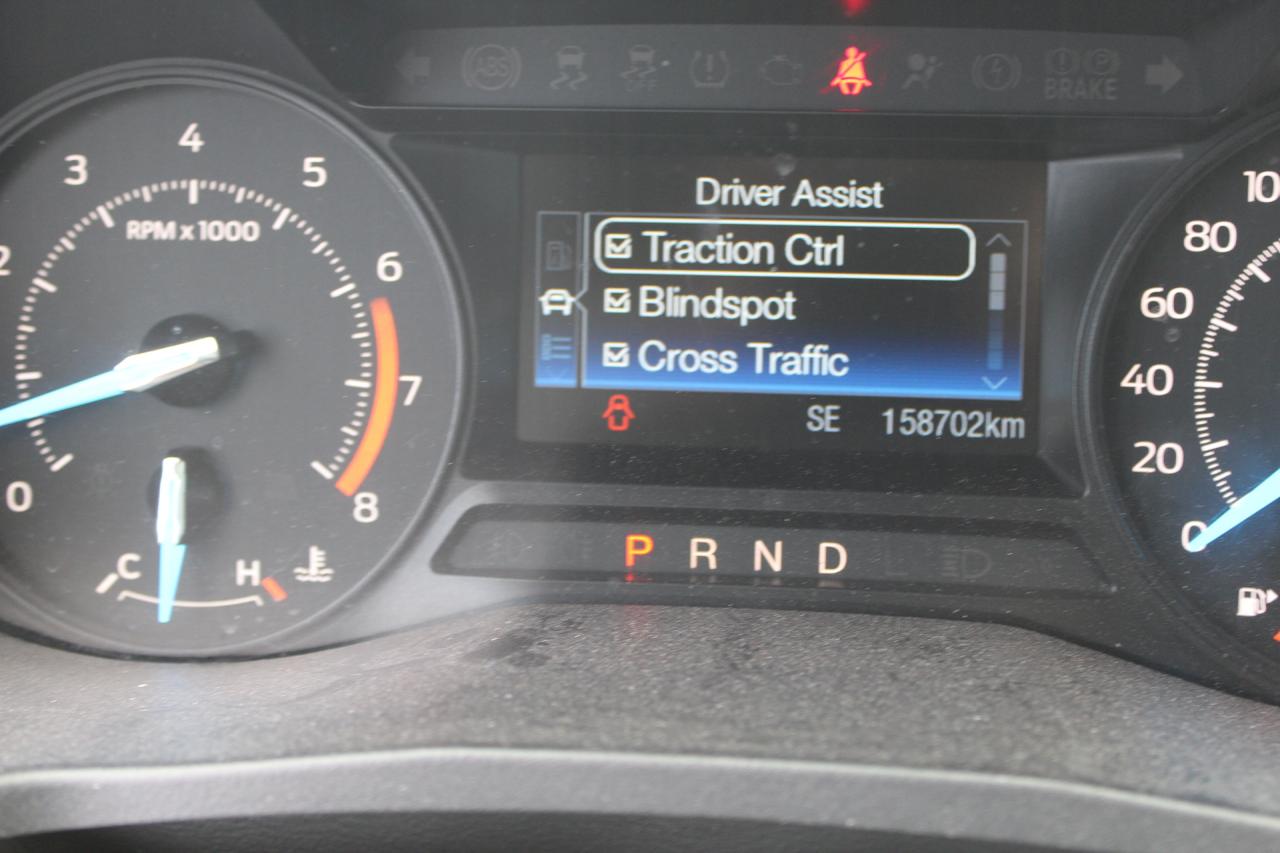 ABS
OFF
BRAKE
P
Driver Assist
Traction Ctrl
Blindspot
Cross Traffic
SE 158702km
0
2
3
4
5
6
7
8
RPM x 1000
C H
P R N D
0
20
40
60
80
10